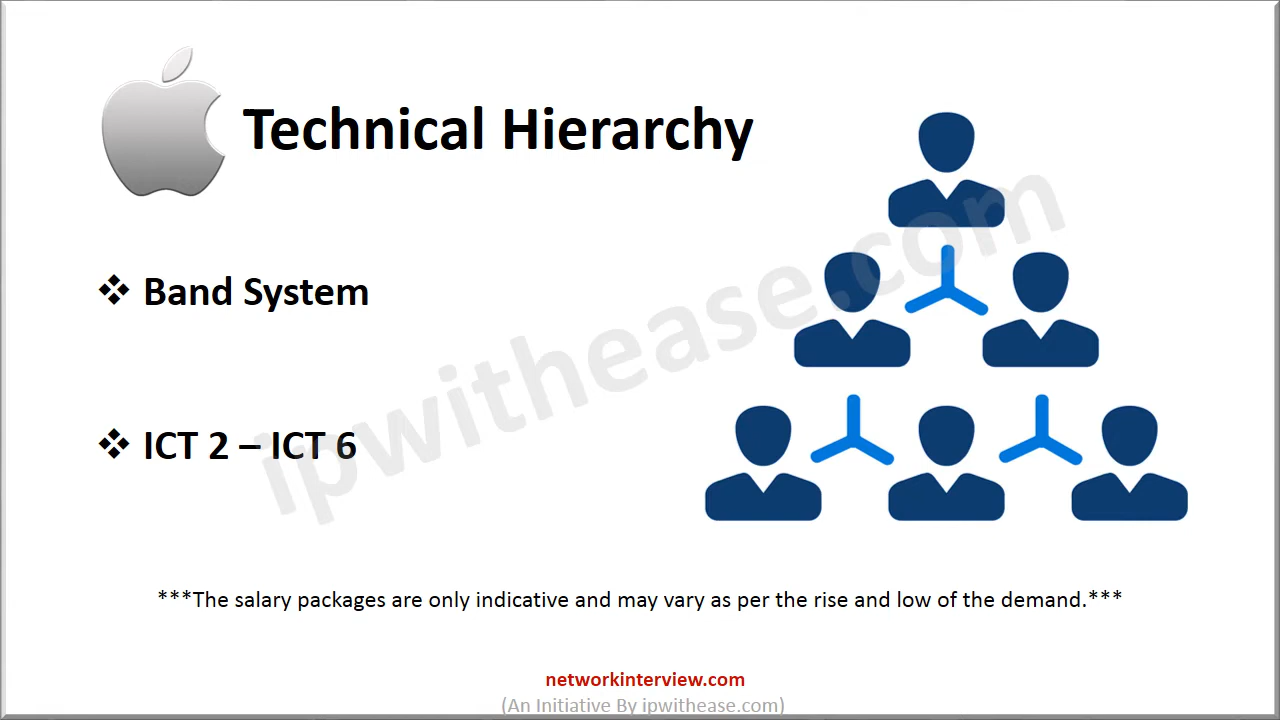 Technical Hierarchy
❖ Band System
❖ ICT 2 – ICT 6
ipwithease.com
***The salary packages are only indicative and may vary as per the rise and low of the demand.***
networkinterview.com
(An Initiative By ipwithease.com)